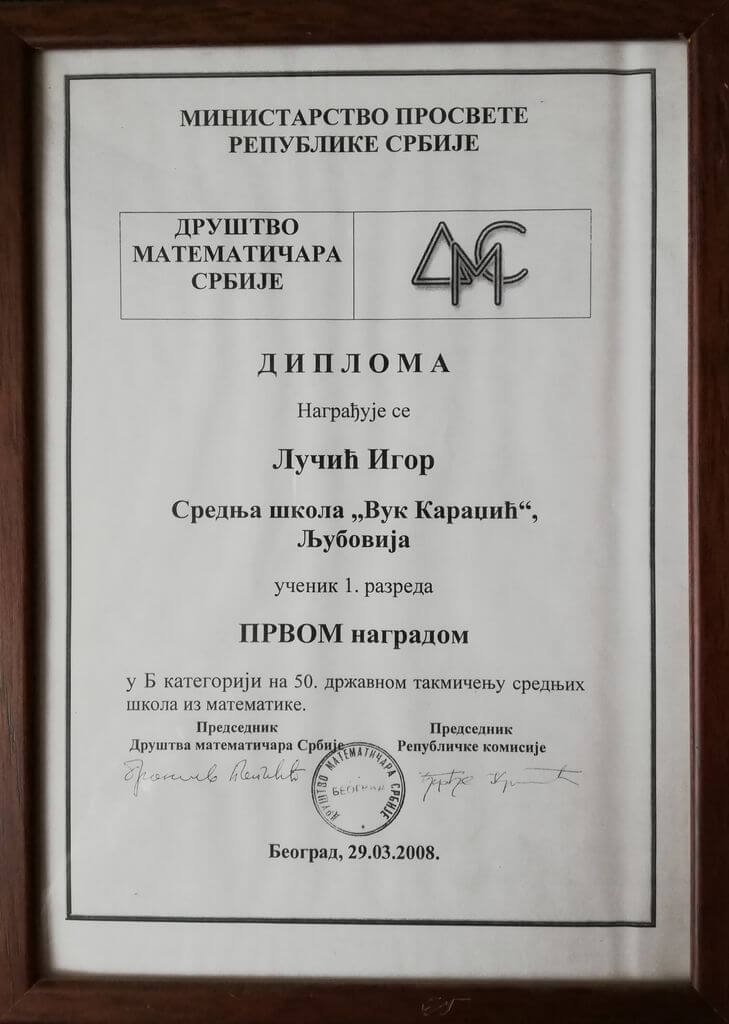 МИНИСТАРСТВО ПРОСВЕТЕ
РЕПУБЛИКЕ СРБИЈЕ
ДРУШТВО
МАТЕМАТИЧАРА
СРБИЈЕ
ДМС
Д И П Л О М А
Награђује се
Лучић Игор
Средња школа „Вук Караџић“,
Љубовија
ученик 1. разреда
ПРВОМ наградом
у Б категорији на 50. државном такмичењу средњих
школа из математике.
Председник
Друштва математичара Србије
Председник
Републичке комисије
ДРУШТВО МАТЕМАТИЧАРА СРБИЈЕ
БЕОГРАД
Београд, 29.03.2008.